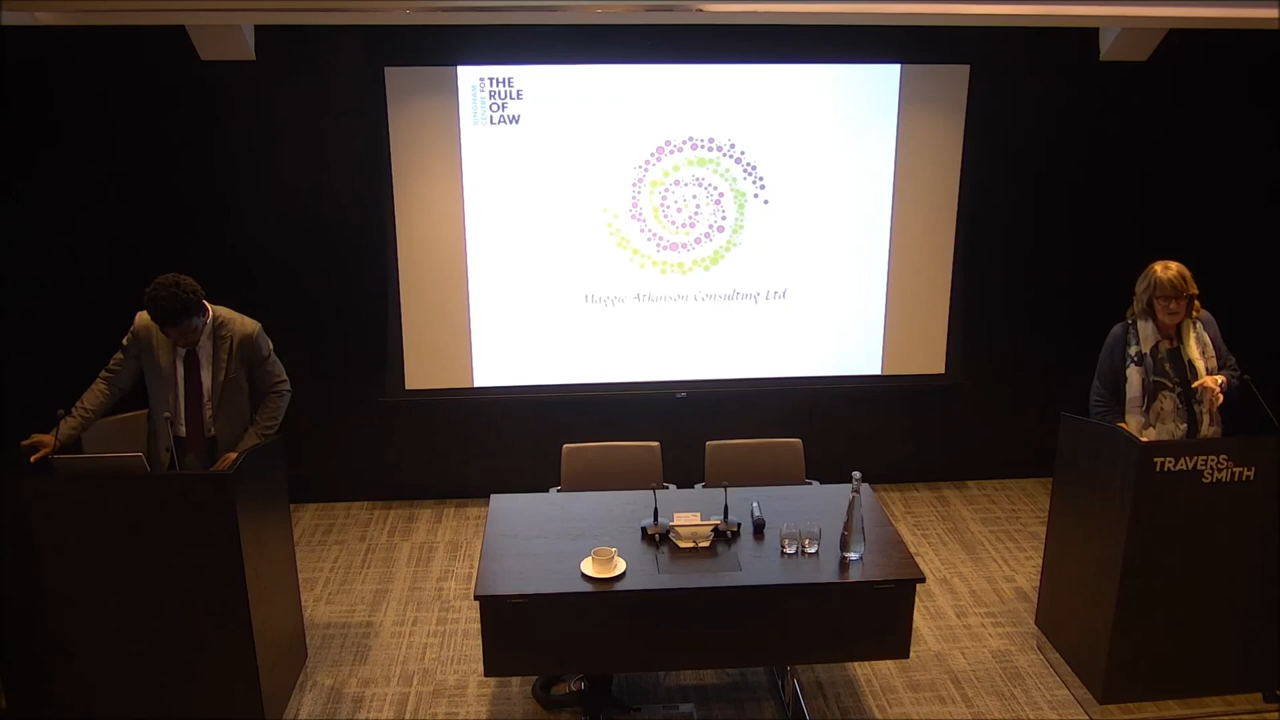 BINGHAM
CENTRE FOR
THE
RULE
OF
LAW
Maggie Atkinson Consulting Ltd
TRAVERS
SMITH